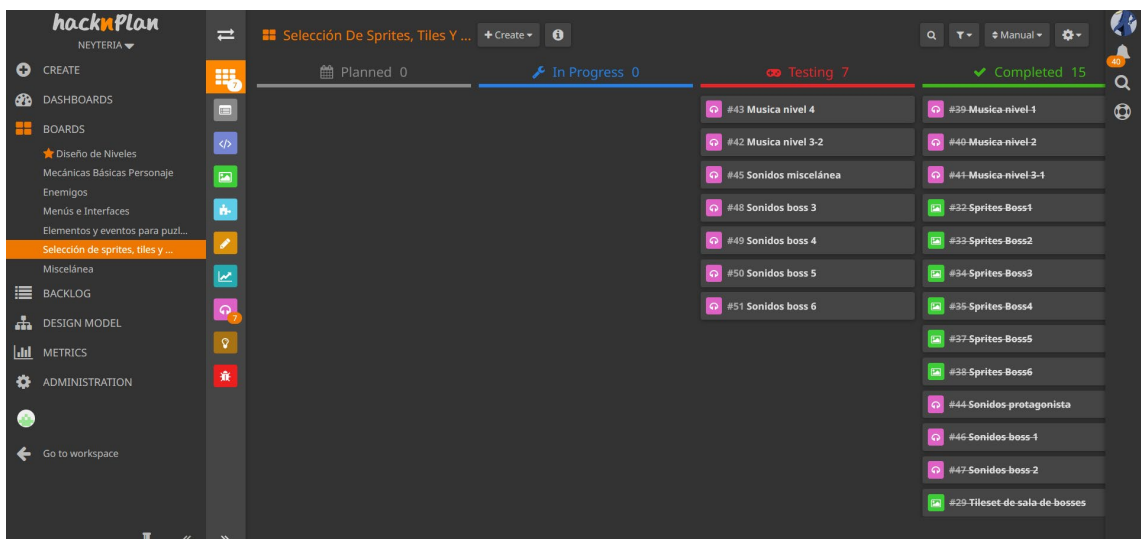 hacknPlan
NEYTERIA
CREATE
DASHBOARDS
BOARDS
Diseño de Niveles
Mecánicas Básicas Personaje
Enemigos
Menús e Interfaces
Elementos y eventos para puzl...
Selección de sprites, tiles y ...
Miscelánea
BACKLOG
DESIGN MODEL
METRICS
ADMINISTRATION
Go to workspace
7
7
Selección De Sprites, Tiles Y ...
+ Create
Manual
40
Planned 0
In Progress 0
Testing 7
#43 Musica nivel 4
#42 Musica nivel 3-2
#45 Sonidos miscelánea
#48 Sonidos boss 3
#49 Sonidos boss 4
#50 Sonidos boss 5
#51 Sonidos boss 6
Completed 15
#39 Musica nivel 1
#40 Musica nivel 2
#41 Musica nivel 3-1
#32 Sprites Boss1
#33 Sprites Boss2
#34 Sprites Boss3
#35 Sprites Boss4
#37 Sprites Boss5
#38 Sprites Boss6
#44 Sonidos protagonista
#46 Sonidos boss 1
#47 Sonidos boss 2
#29 Tileset de sala de bosses